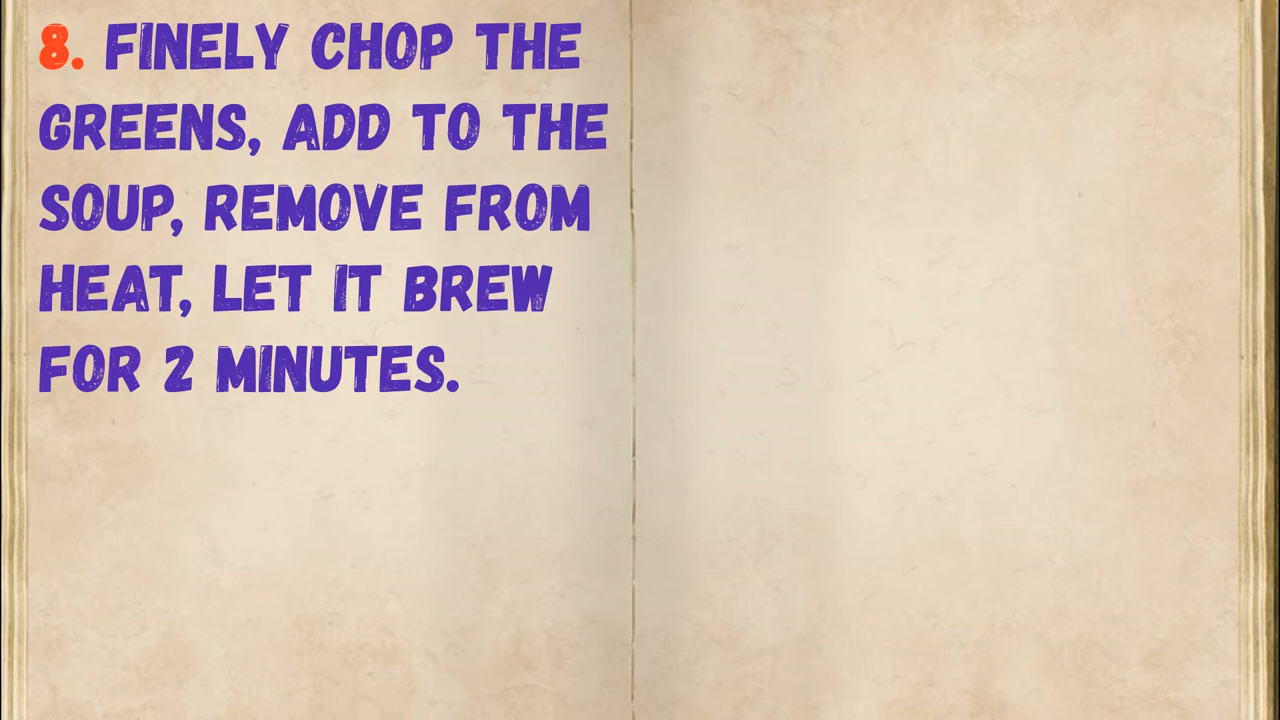 8. FINELY CHOP THE
GREENS, ADD TO THE
SOUP, REMOVE FROM
HEAT, LET IT BREW
FOR 2 MINUTES.